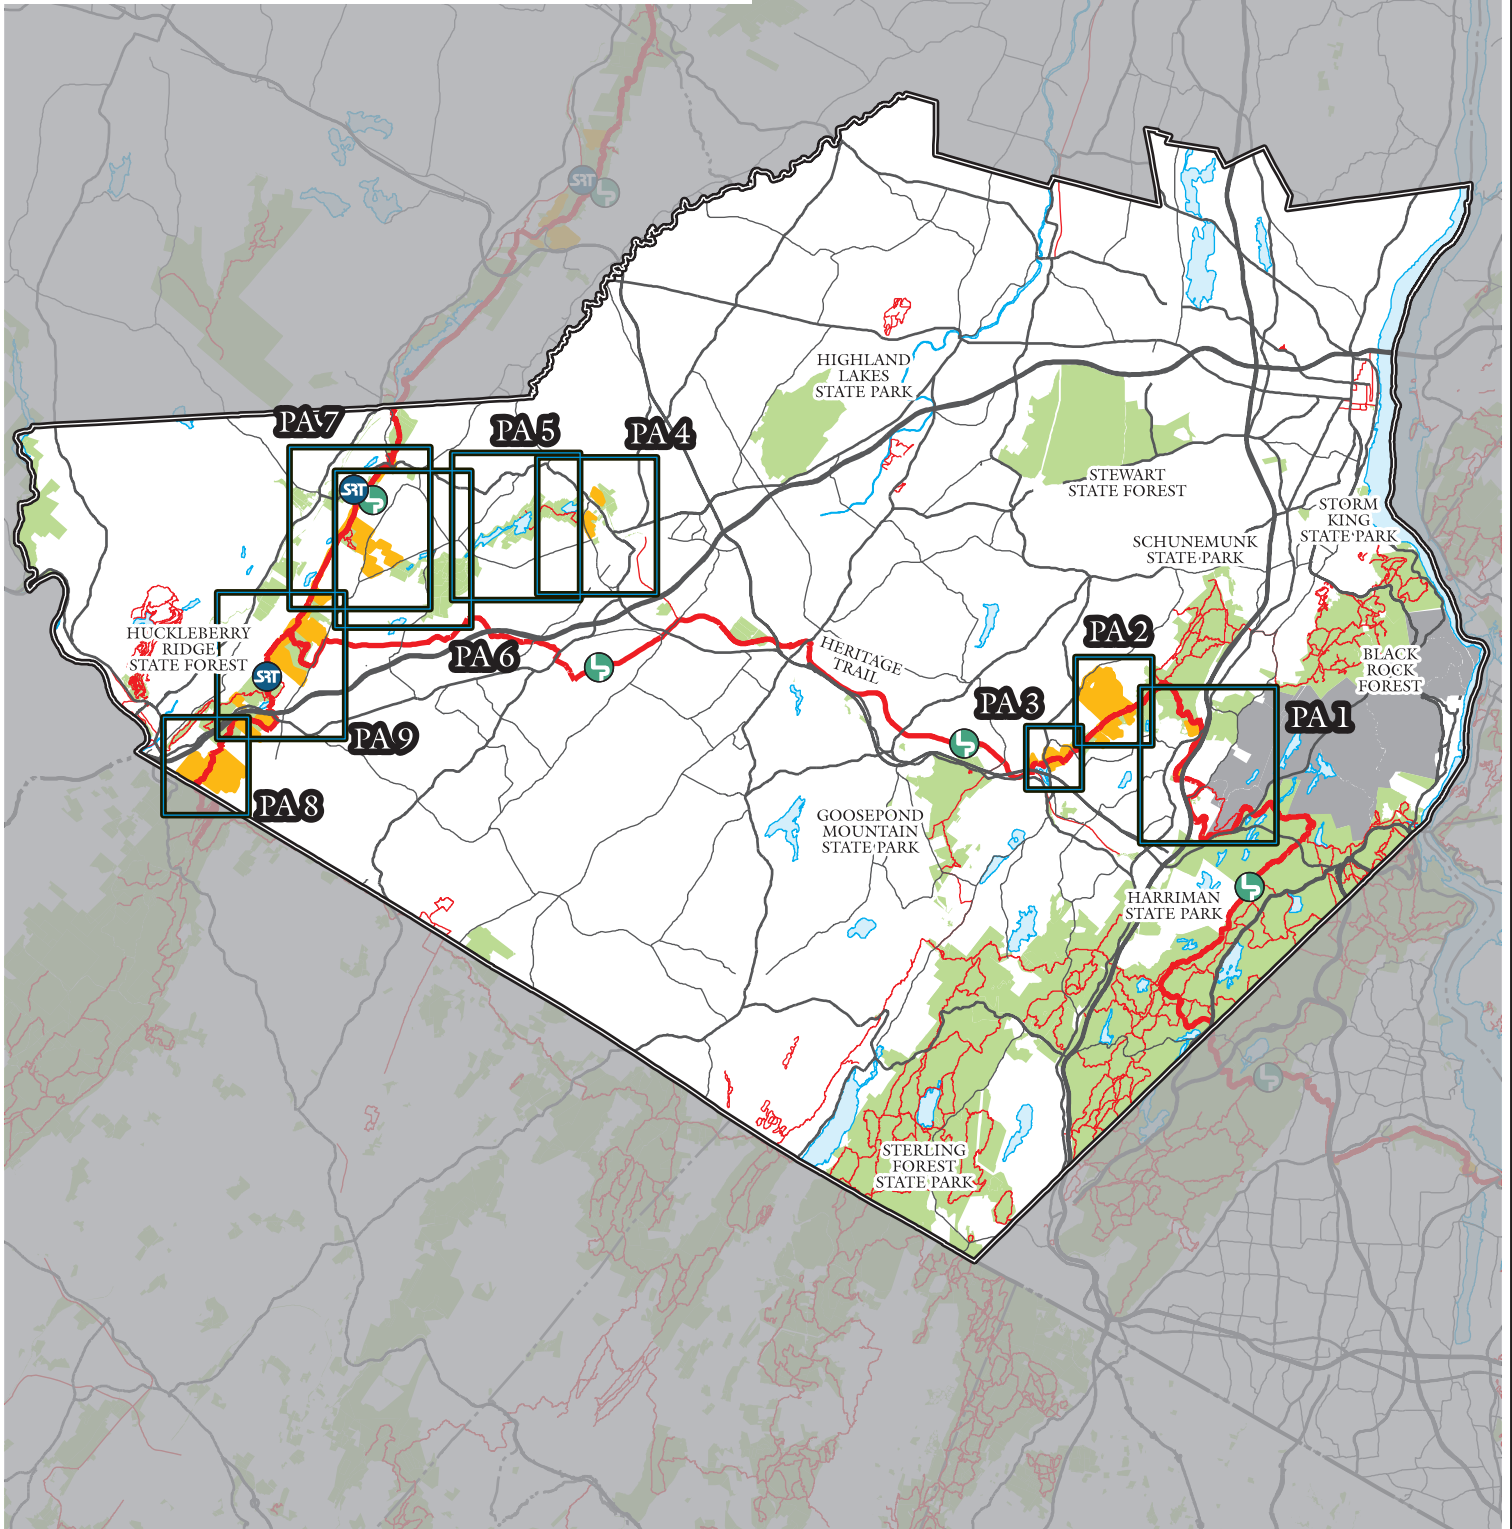 SRT
HIGHLAND
LAKES
STATE PARK
PA 7
PA 5
PA 4
SRT
STEWART
STATE FOREST
STORM
KING
STATE PARK
SCHUNEMUNK
STATE PARK
HUCKLEBERRY
RIDGE
STATE FOREST
PA 6
HERITAGE
TRAIL
PA 2
BLACK
ROCK
FOREST
SRT
PA 3
PA 1
PA 9
PA 8
GOOSEPOND
MOUNTAIN
STATE PARK
HARRIMAN
STATE PARK
STERLING
FOREST
STATE PARK